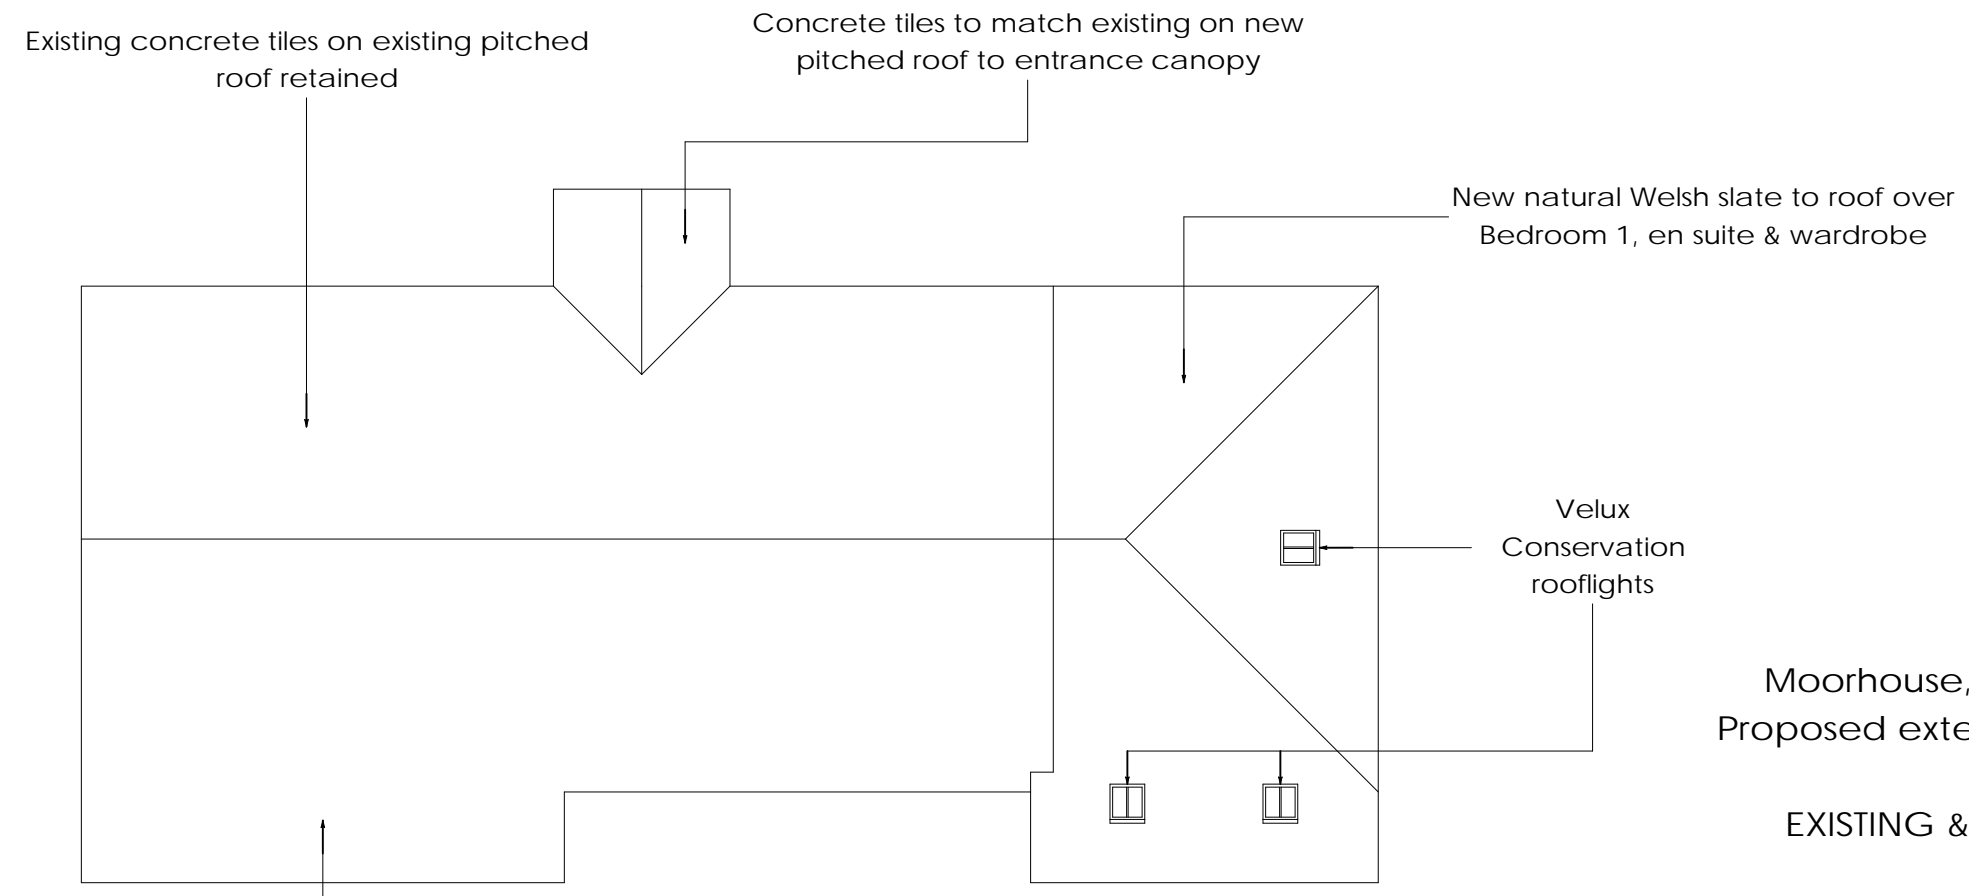 Existing concrete tiles on existing pitched
roof retained
Concrete tiles to match existing on new
pitched roof to entrance canopy
New natural Welsh slate to roof over
Bedroom 1, en suite & wardrobe
Velux
Conservation
rooflights
Moorhouse,
Proposed exte
EXISTING &